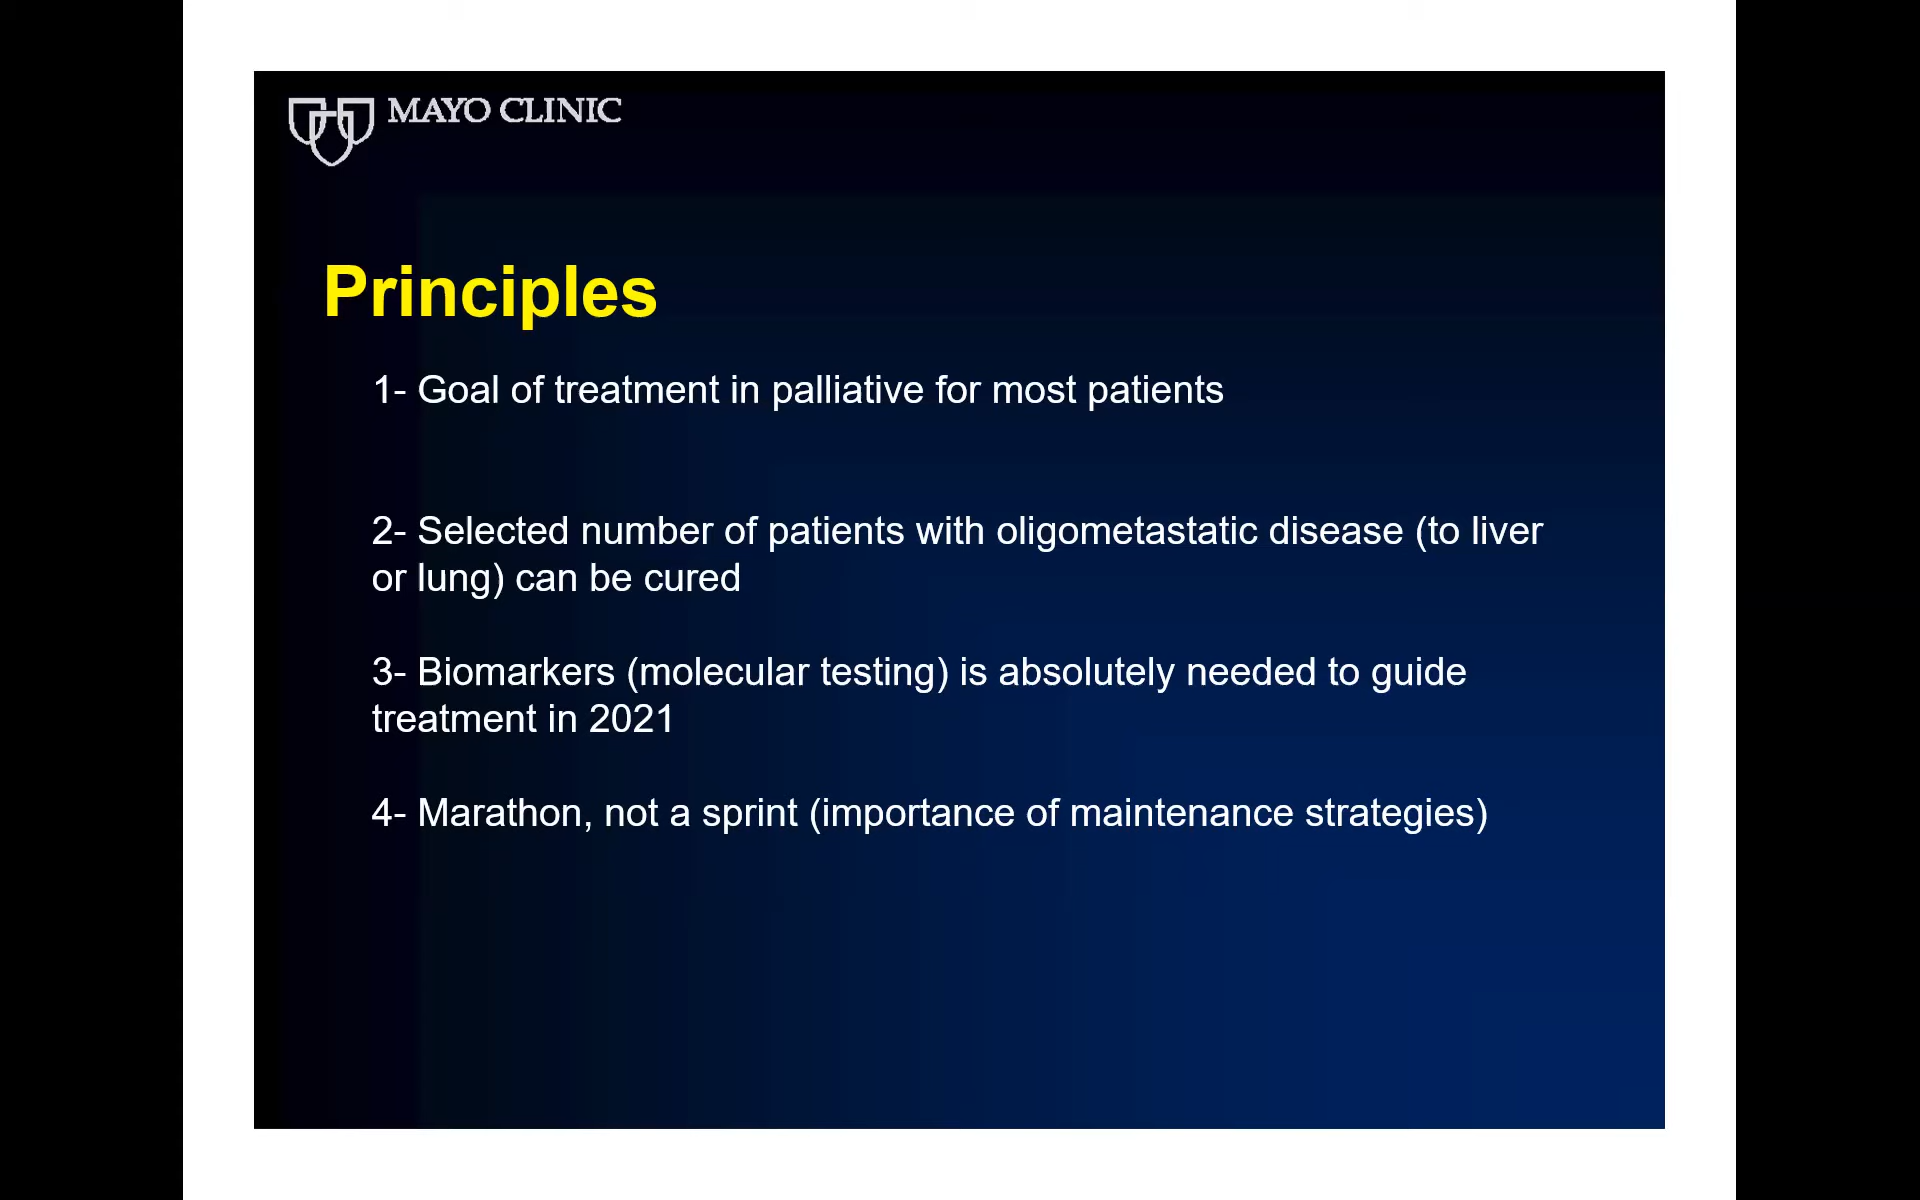 MAYO CLINIC
Principles
1- Goal of treatment in palliative for most patients
2- Selected number of patients with oligometastatic disease (to liver
or lung) can be cured
3- Biomarkers (molecular testing) is absolutely needed to guide
treatment in 2021
4- Marathon, not a sprint (importance of maintenance strategies)